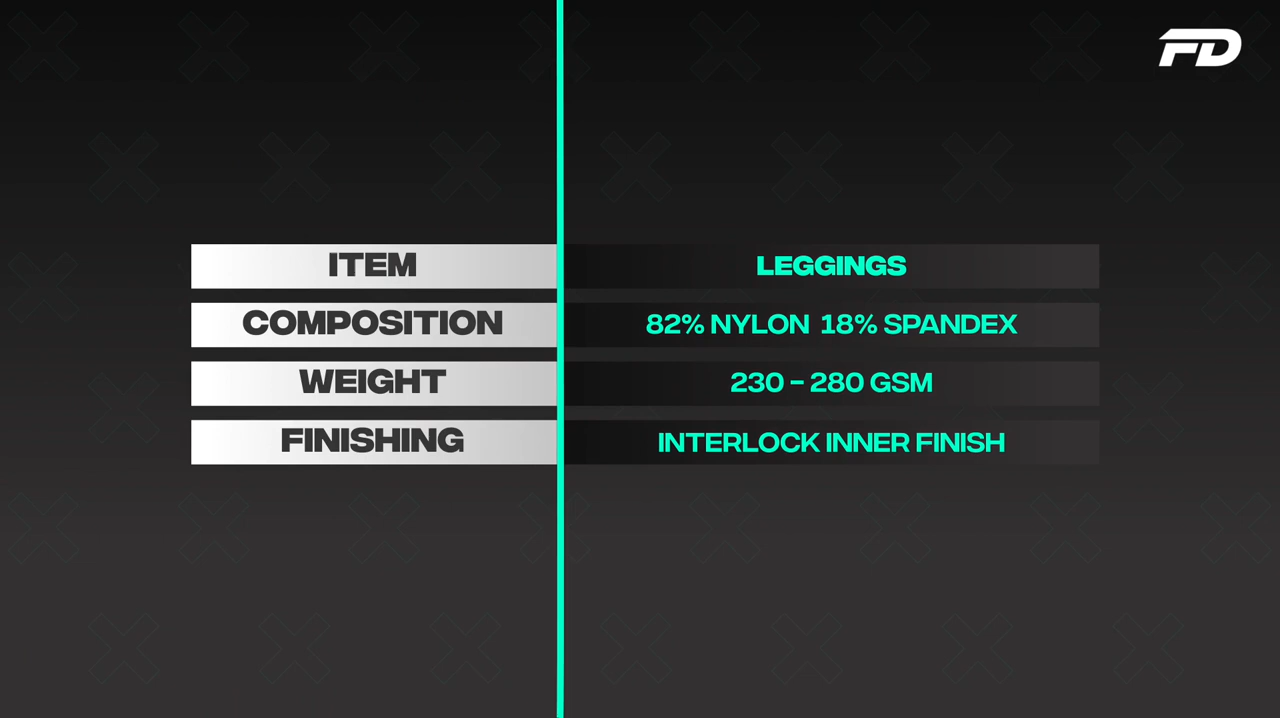 FD
ITEM LEGGINGS
COMPOSITION 82% NYLON 18% SPANDEX
WEIGHT 230 - 280 GSM
FINISHING INTERLOCK INNER FINISH